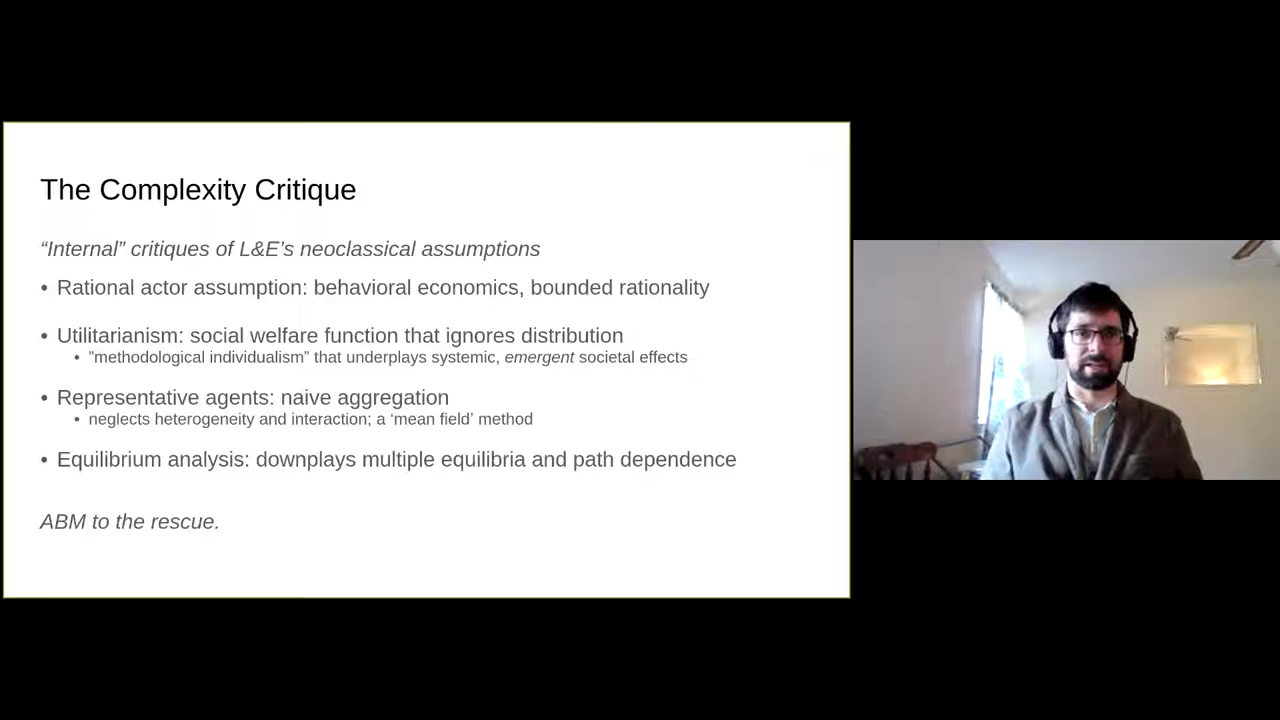 The Complexity Critique
“Internal” critiques of L&E’s neoclassical assumptions
• Rational actor assumption: behavioral economics, bounded rationality
• Utilitarianism: social welfare function that ignores distribution
• ”methodological individualism” that underplays systemic, emergent societal effects
• Representative agents: naive aggregation
• neglects heterogeneity and interaction; a ‘mean field’ method
• Equilibrium analysis: downplays multiple equilibria and path dependence
ABM to the rescue.